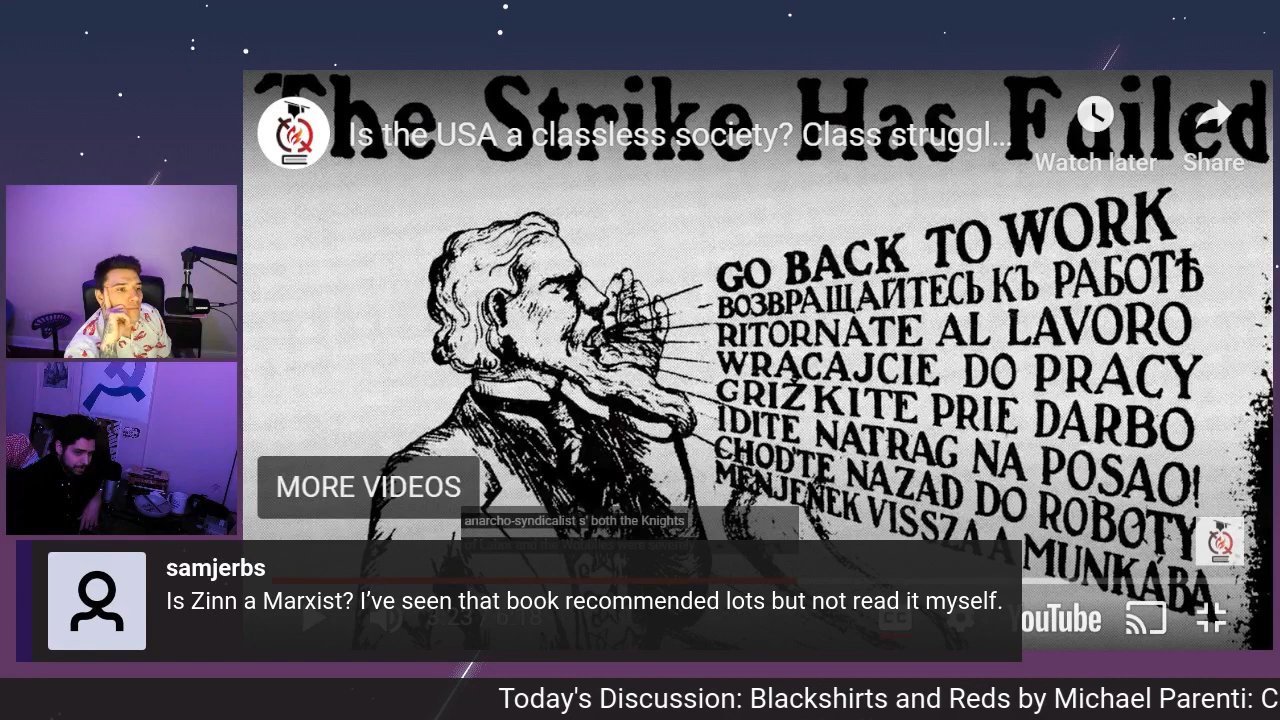 The Strike Has Failed
Is the USA a classless society? Class struggl...
Watch later
Share
GO BACK TO WORK
ВОЗВРАЩАЙТЕСЬ КЪ РАБОТѢ
RITORNATE AL LAVORO
WRACAJCIE DO PRACY
GRIŻKITE PRIE DARBO
IDITE NATRAG NA POSAO!
CHOĎTE NAZAD DO ROBOTY
MENJENEK VISSZA A MUNKÁBA
MORE VIDEOS
anarcho-syndicalist s' both the Knights
samjerbs
Is Zinn a Marxist? I've seen that book recommended lots but not read it myself.
YouTube
Today's Discussion: Blackshirts and Reds by Michael Parenti: C